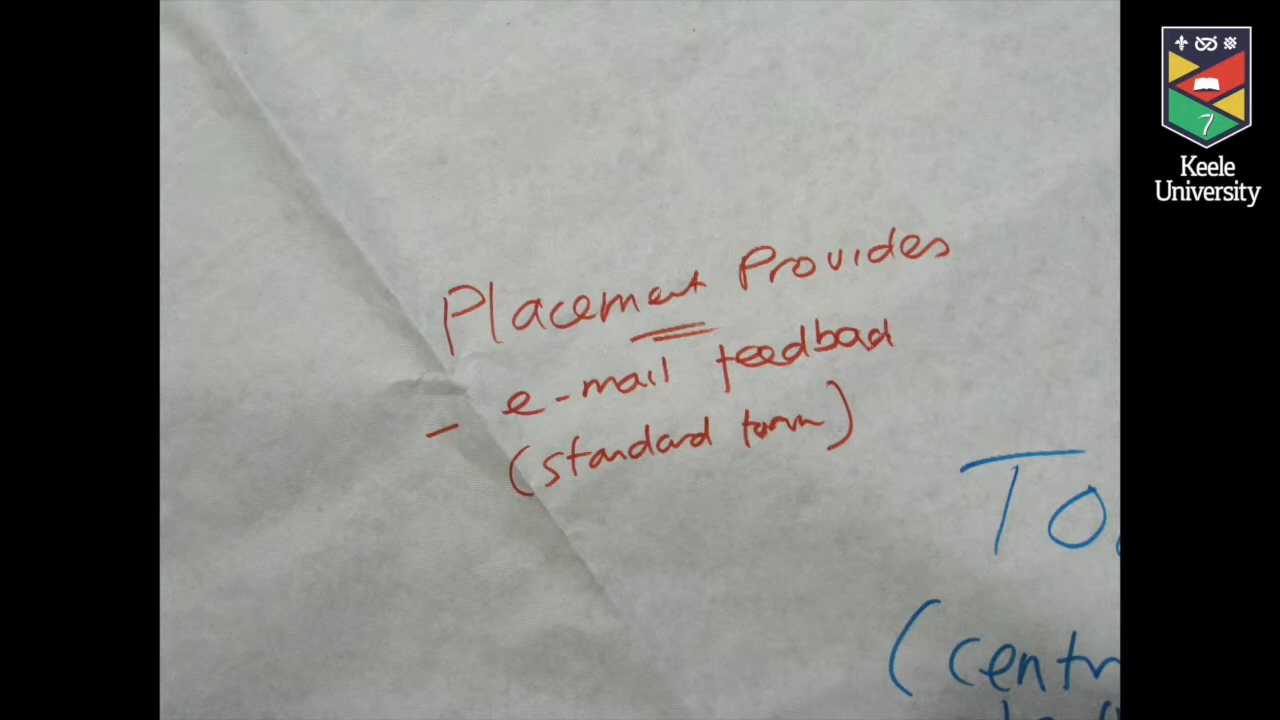 Placement Provides
- e-mail feedback
(standard form)
To
(centr
Keele
University